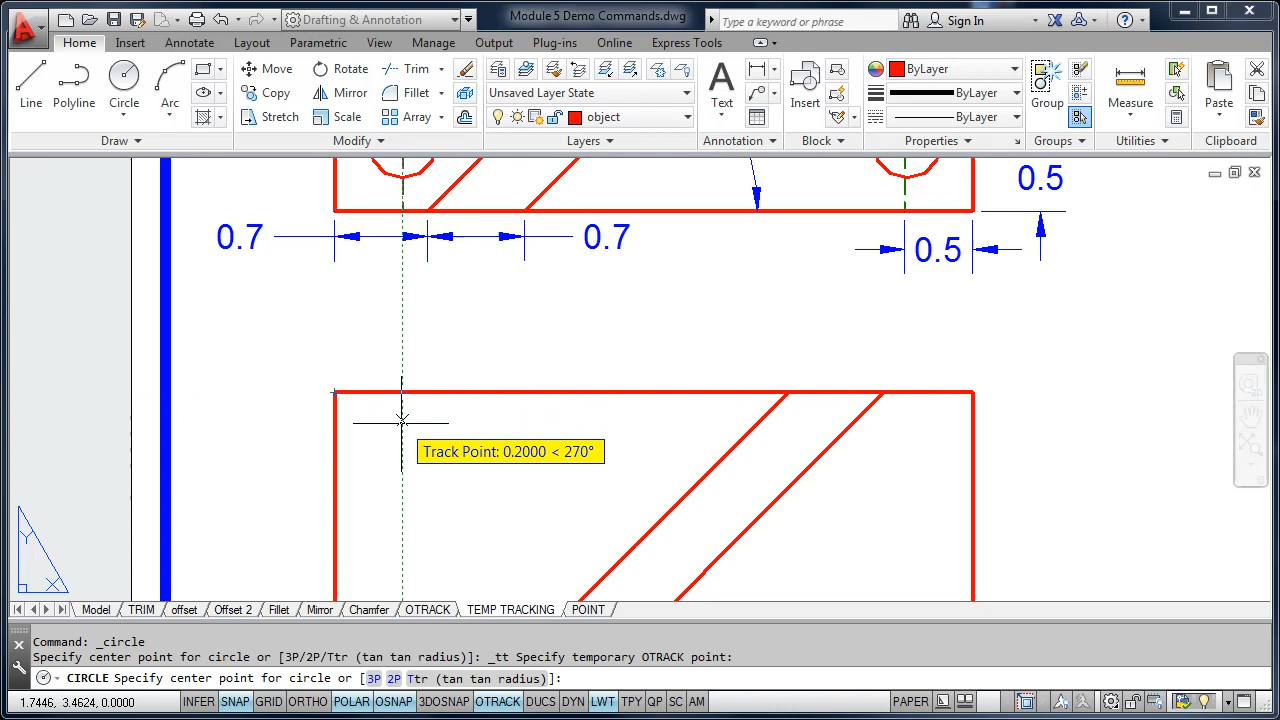 Drafting & Annotation
Module 5 Demo Commands.dwg
Type a keyword or phrase
Sign In
Home Insert Annotate Layout Parametric View Manage Output Plug-ins Online Express Tools
Line
Polyline
Circle
Arc
Move
Rotate
Trim
Copy
Mirror
Fillet
Stretch
Scale
Array
Unsaved Layer State
object
Text
Insert
ByLayer
ByLayer
ByLayer
Group
Measure
Paste
Draw
Modify
Layers
Annotation
Block
Properties
Groups
Utilities
Clipboard
0.5
0.7
0.7
0.5
Track Point: 0.2000 < 270°
Y
X
Model TRIM offset Offset 2 Fillet Mirror Chamfer OTRACK TEMP TRACKING POINT
Command: _circle
Specify center point for circle or [3P/2P/Ttr (tan tan radius)]: _tt Specify temporary OTRACK point:
CIRCLE Specify center point for circle or [3P 2P Ttr (tan tan radius)]:
1.7446, 3.4624, 0.0000
INFER SNAP GRID ORTHO POLAR OSNAP 3DOSNAP OTRACK DUCS DYN LWT TPY QP SC AM
PAPER